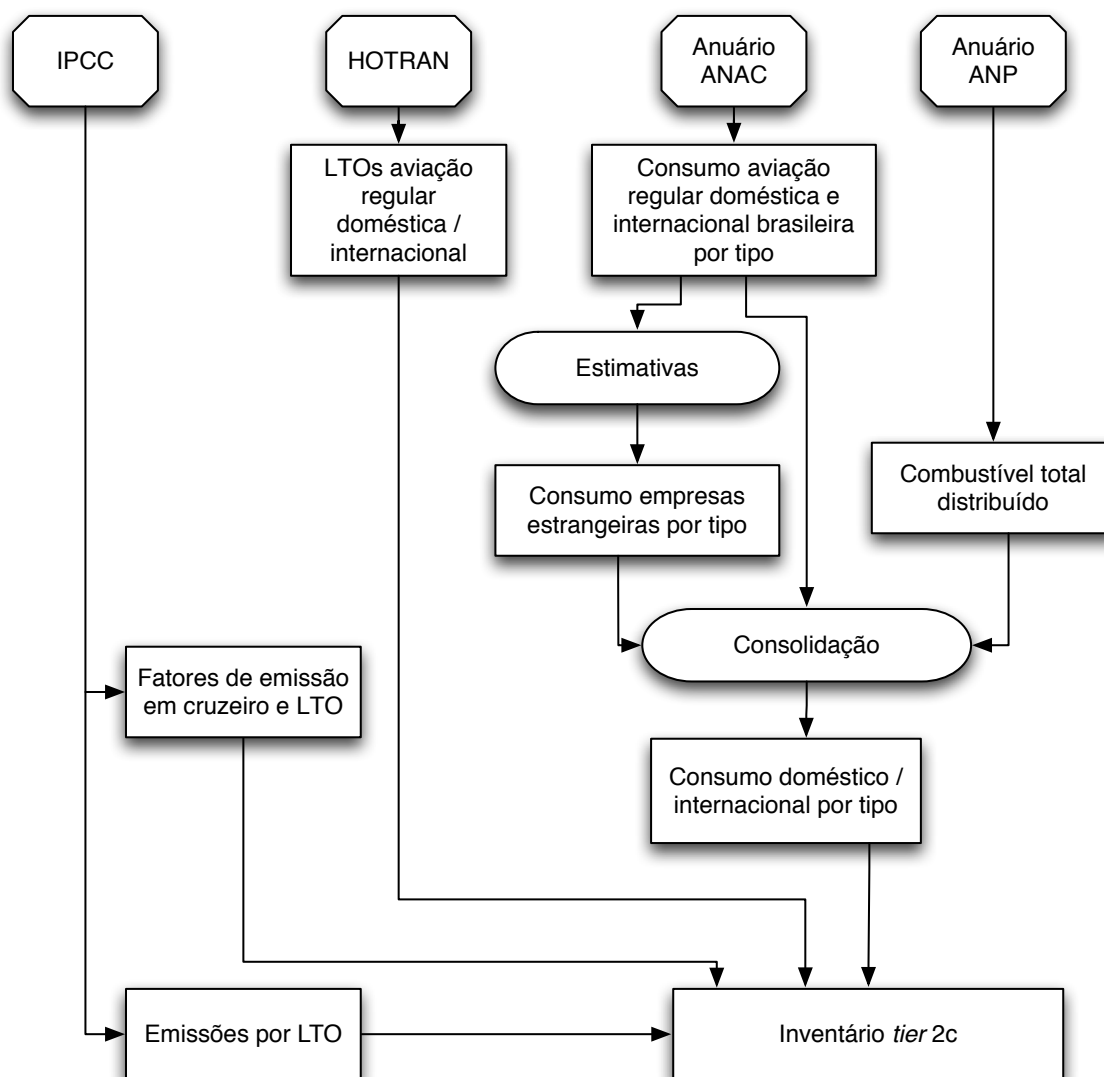 IPCC
HOTRAN
Anuário
ANAC
Anuário
ANP
LTOs aviação
regular
doméstica /
internacional
Consumo aviação
regular doméstica e
internacional brasileira
por tipo
Estimativas
Consumo empresas
estrangeiras por tipo
Combustível total
distribuído
Consolidação
Fatores de emissão
em cruzeiro e LTO
Consumo doméstico /
internacional por tipo
Emissões por LTO
Inventário tier 2c